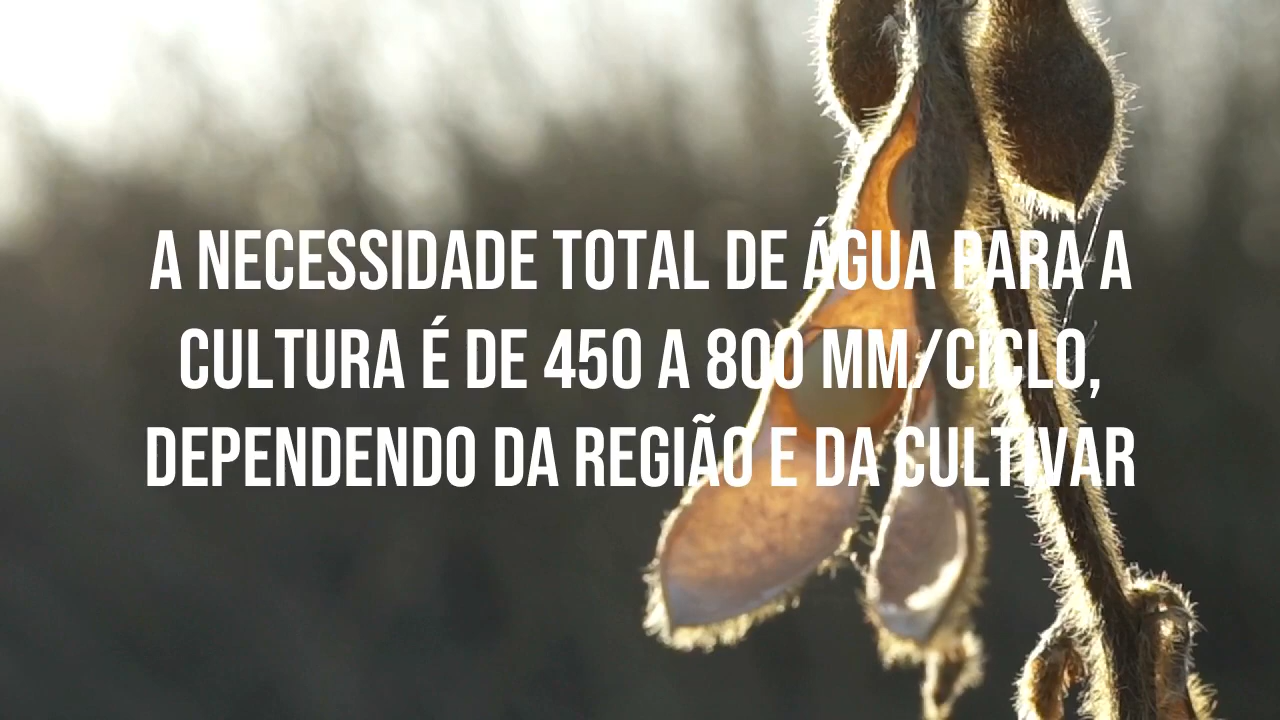 A NECESSIDADE TOTAL DE ÁGUA PARA A
CULTURA É DE 450 A 800 MM/CICLO,
DEPENDENDO DA REGIÃO E DA CULTIVAR